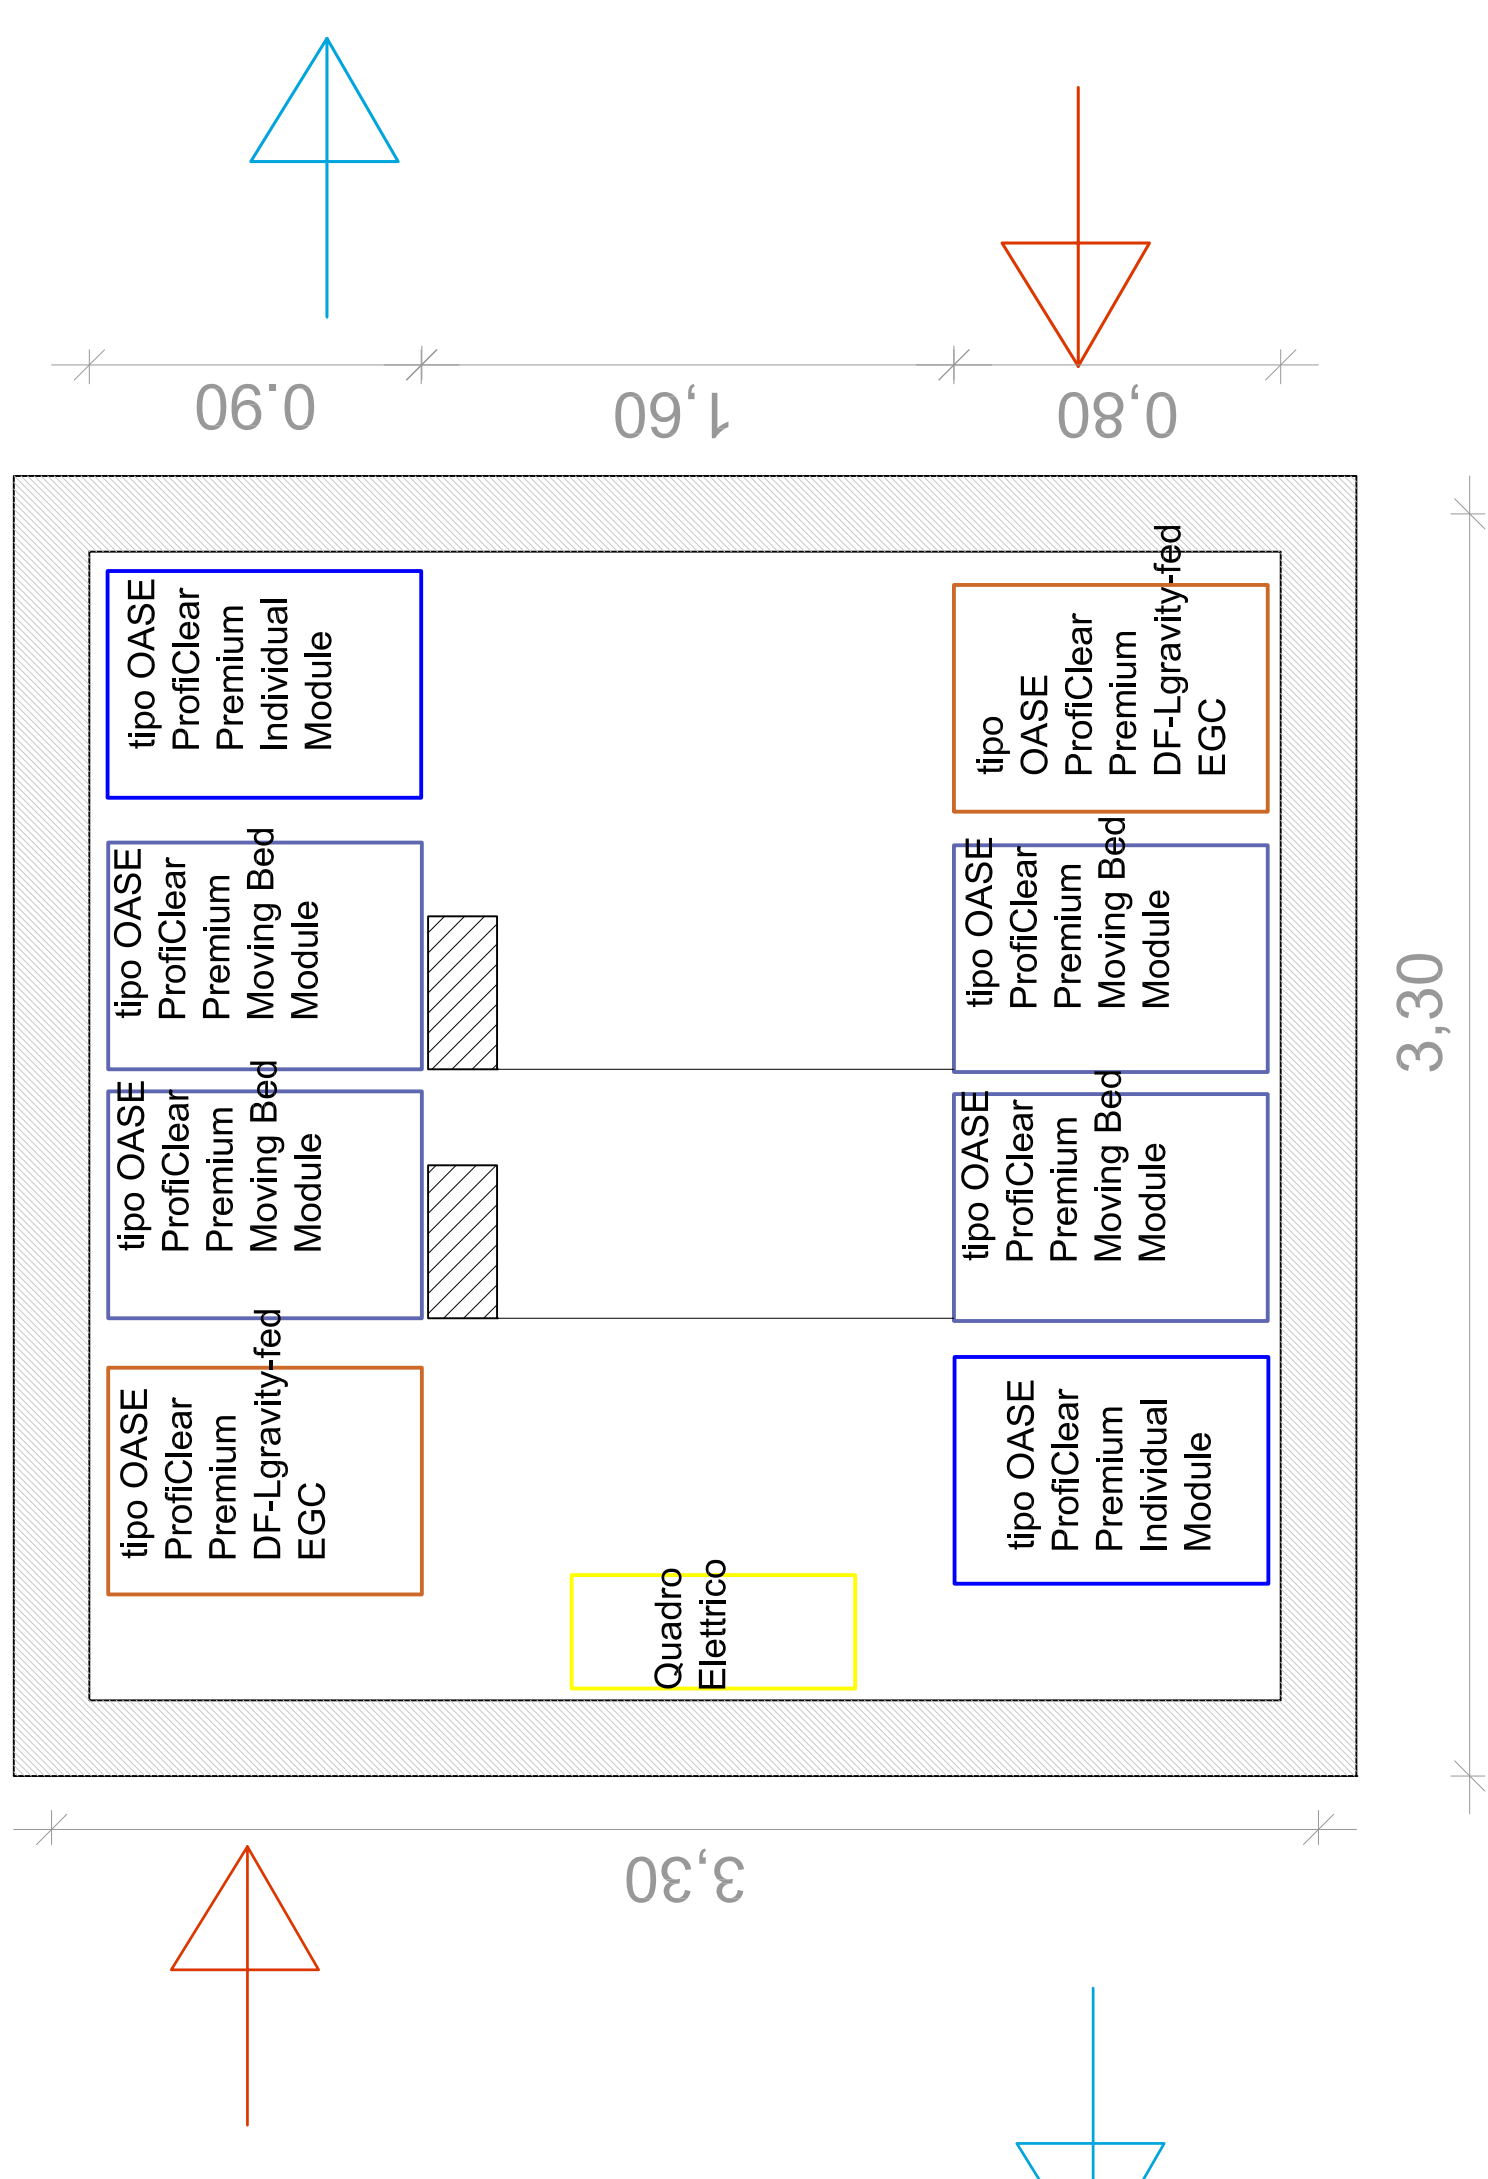 0.90
1,60
0,80
tipo OASE
ProfiClear
Premium
Individual
Module
tipo
OASE
ProfiClear
Premium
DF-Lgravity-fed
EGC
tipo OASE
ProfiClear
Premium
Moving Bed
Module
tipo OASE
ProfiClear
Premium
Moving Bed
Module
3,30
tipo OASE
ProfiClear
Premium
Moving Bed
Module
tipo OASE
ProfiClear
Premium
Moving Bed
Module
tipo OASE
ProfiClear
Premium
DF-Lgravity-fed
EGC
tipo OASE
ProfiClear
Premium
Individual
Module
Quadro
Elettrico
3,30